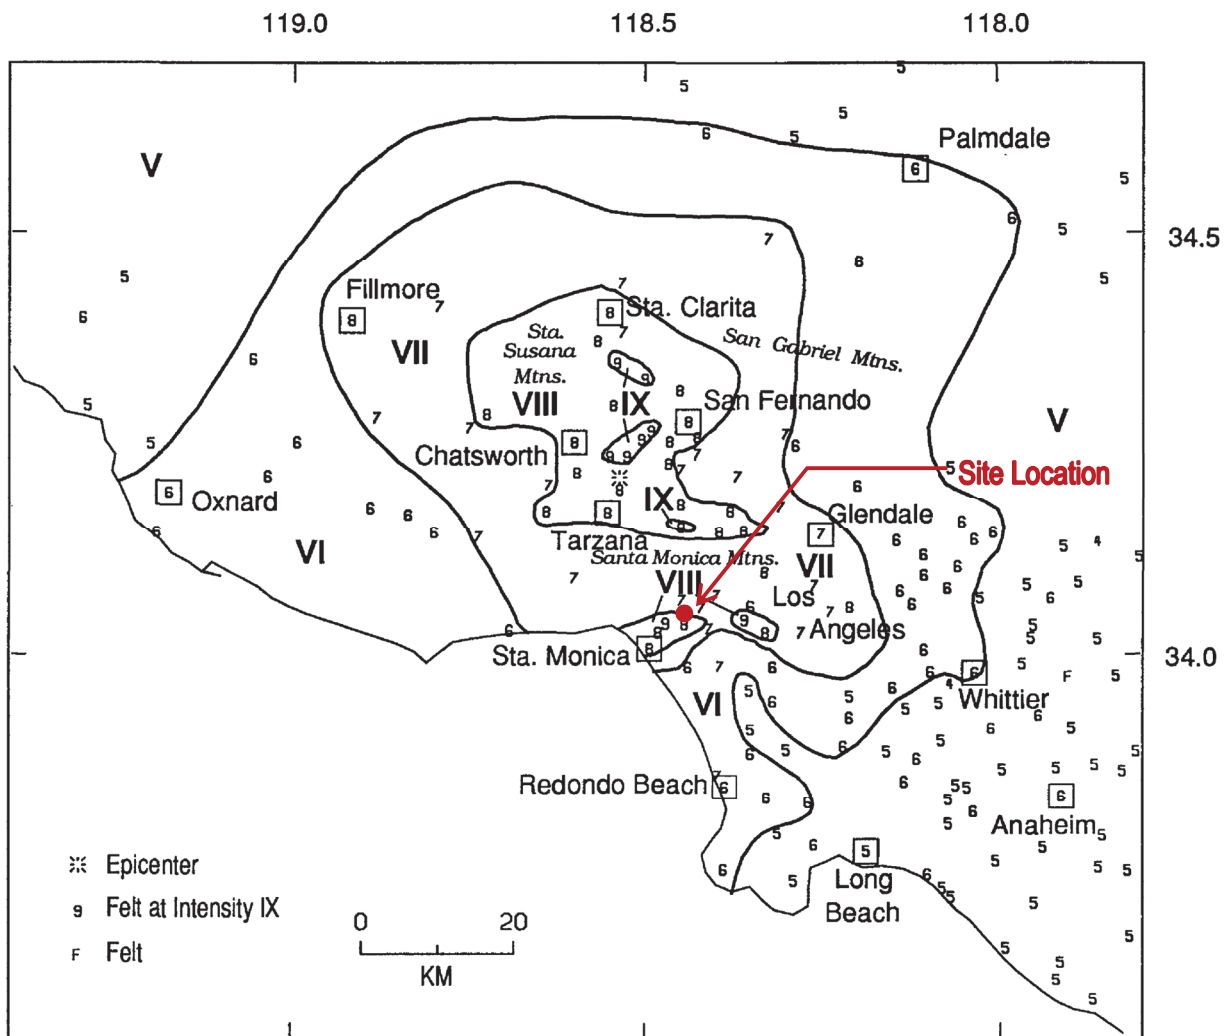 119.0 118.5 118.0
Palmdale
V
34.5
Fillmore
Sta. Clarita
Sta.
Susana
Mtns.
San Gabriel Mtns.
VII
VIII
IX
San Fernando
V
Chatsworth
Site Location
Oxnard
IX
Glendale
Tarzana
Santa Monica Mtns.
VI
VII
VIII
Los
Angeles
Sta. Monica
34.0
VI
Whittier
F
Redondo Beach
Anaheim
Long
Beach
Epicenter
9 Felt at Intensity IX
F Felt
0 20
KM